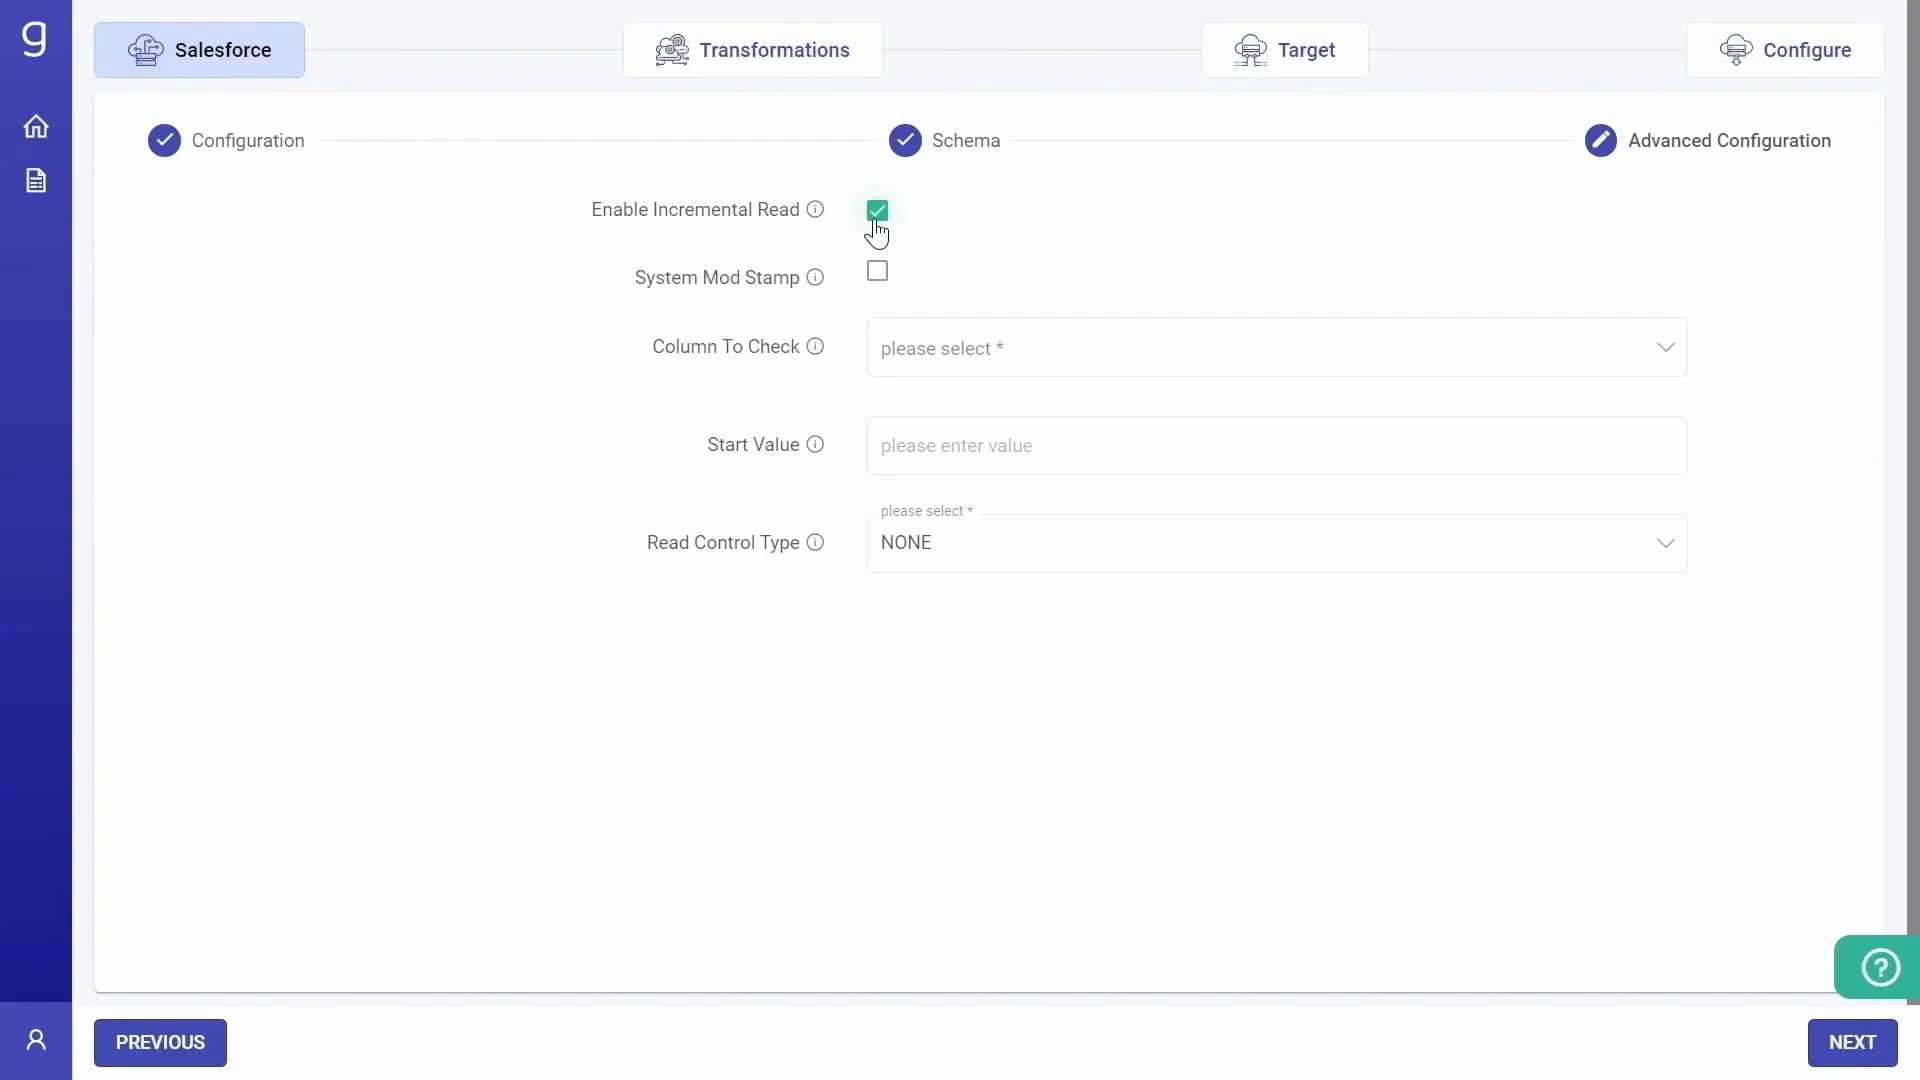 g
Salesforce
Transformations
Target
Configure
Configuration
Schema
Advanced Configuration
Enable Incremental Read
System Mod Stamp
Column To Check
please select *
Start Value
please enter value
please select *
Read Control Type
NONE
PREVIOUS
NEXT